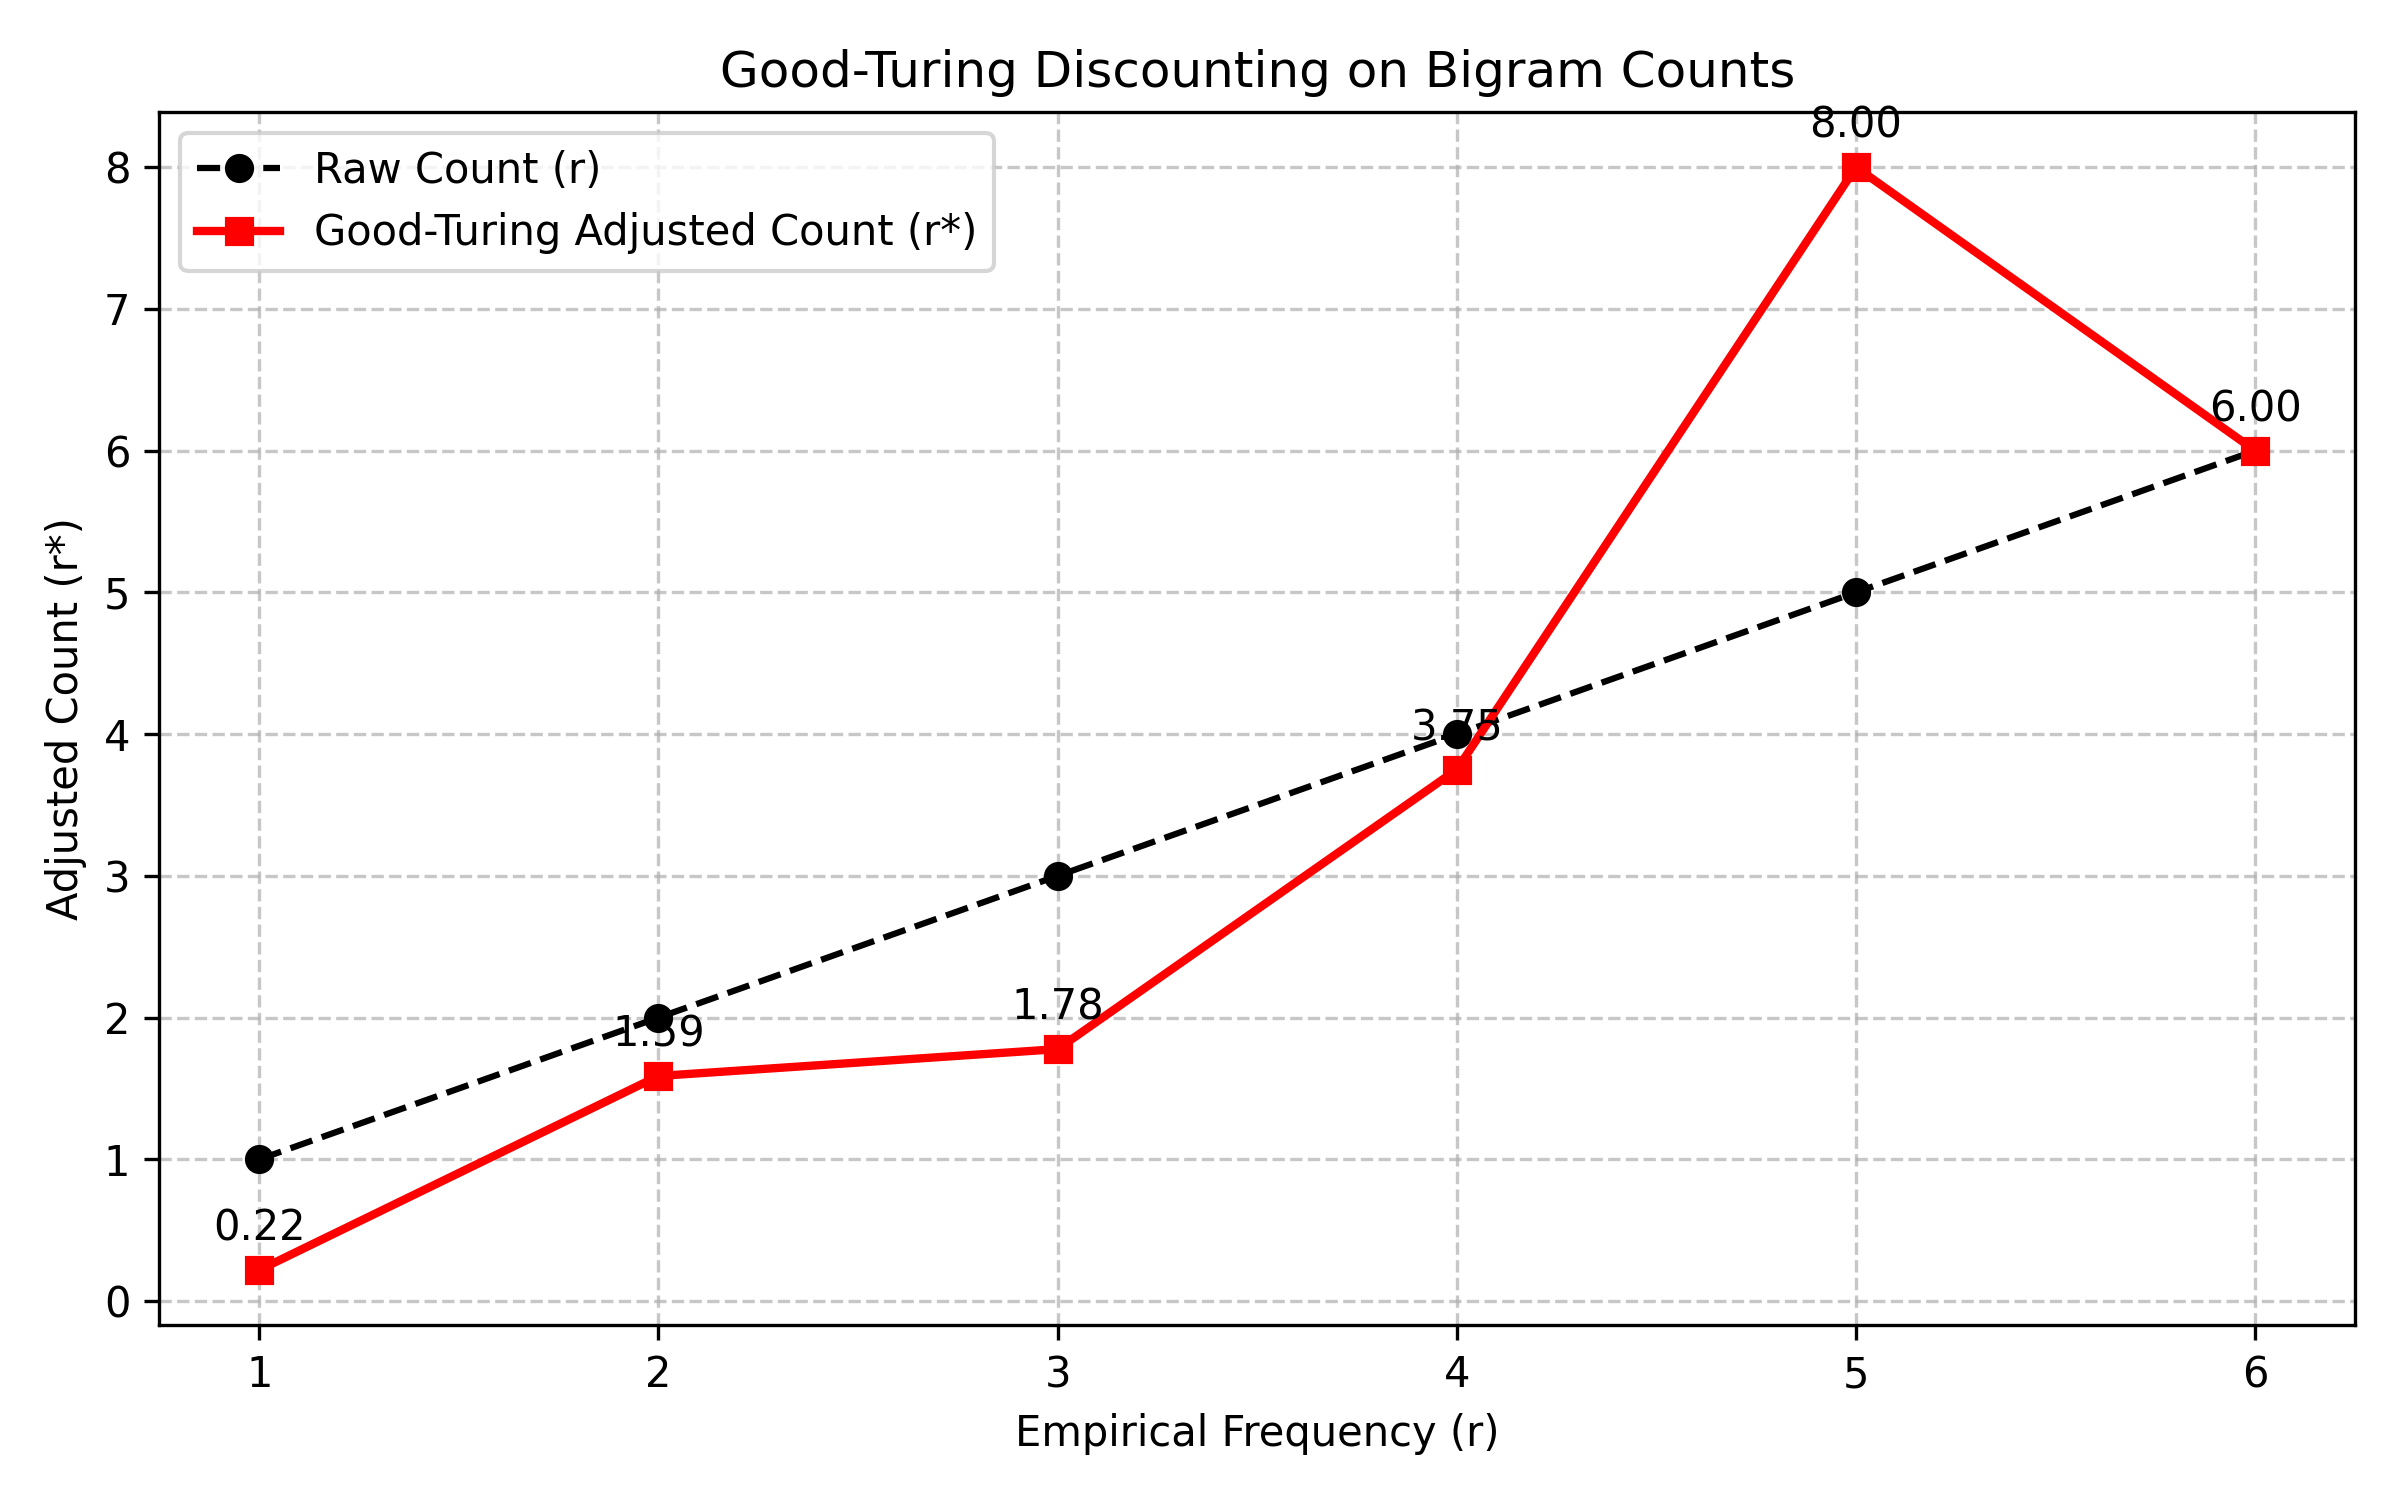 Good-Turing Discounting on Bigram Counts
Raw Count (r)
Good-Turing Adjusted Count (r*)
8.00
6.00
3.75
1.78
1.59
0.22
8
7
6
5
4
3
2
1
0
Adjusted Count (r*)
1 2 3 4 5 6
Empirical Frequency (r)